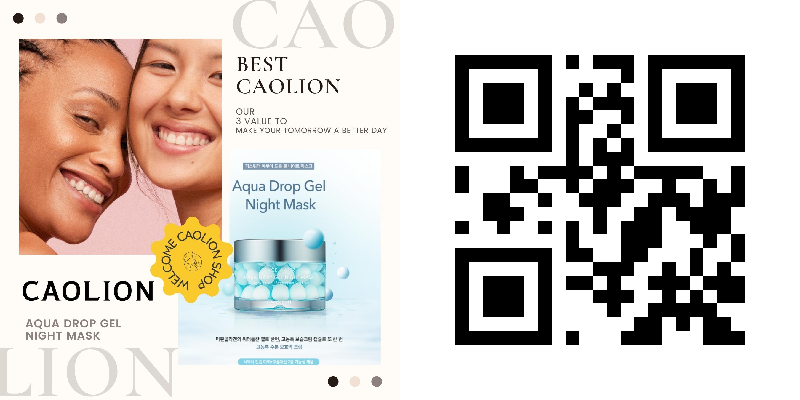 CAO
BEST
CAOLION
OUR
3 VALUE TO
MAKE YOUR TOMORROW A BETTER DAY
Aqua Drop Gel
Night Mask
WELCOME CAOLION SHOP
CAOLION
AQUA DROP GEL
NIGHT MASK
LION